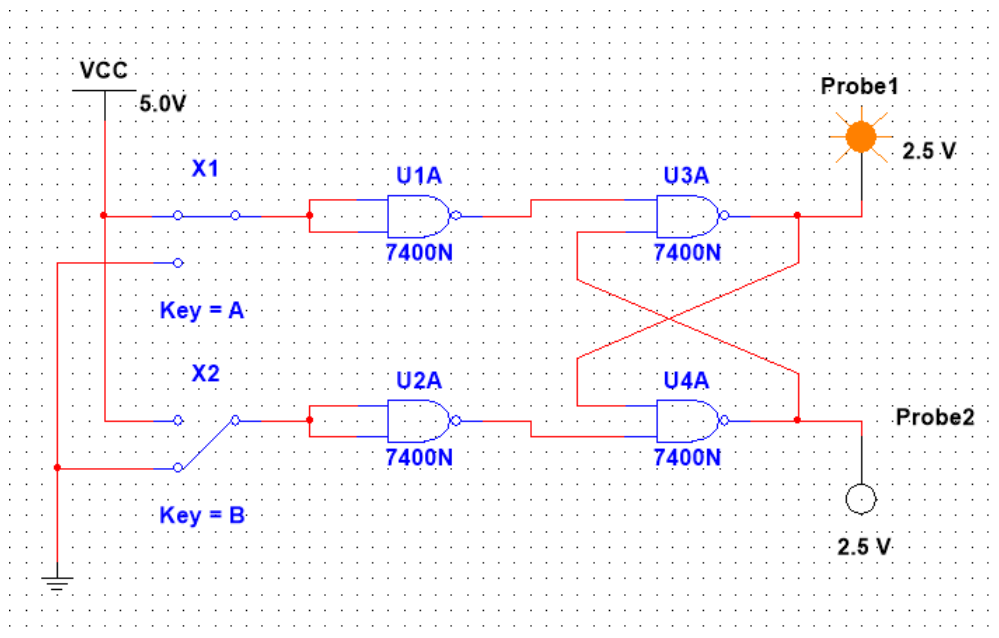 VCC
5.0V
Probe1
2.5 V
X1
U1A
U3A
7400N
7400N
Key = A
X2
U2A
U4A
Probe2
7400N
7400N
Key = B
2.5 V